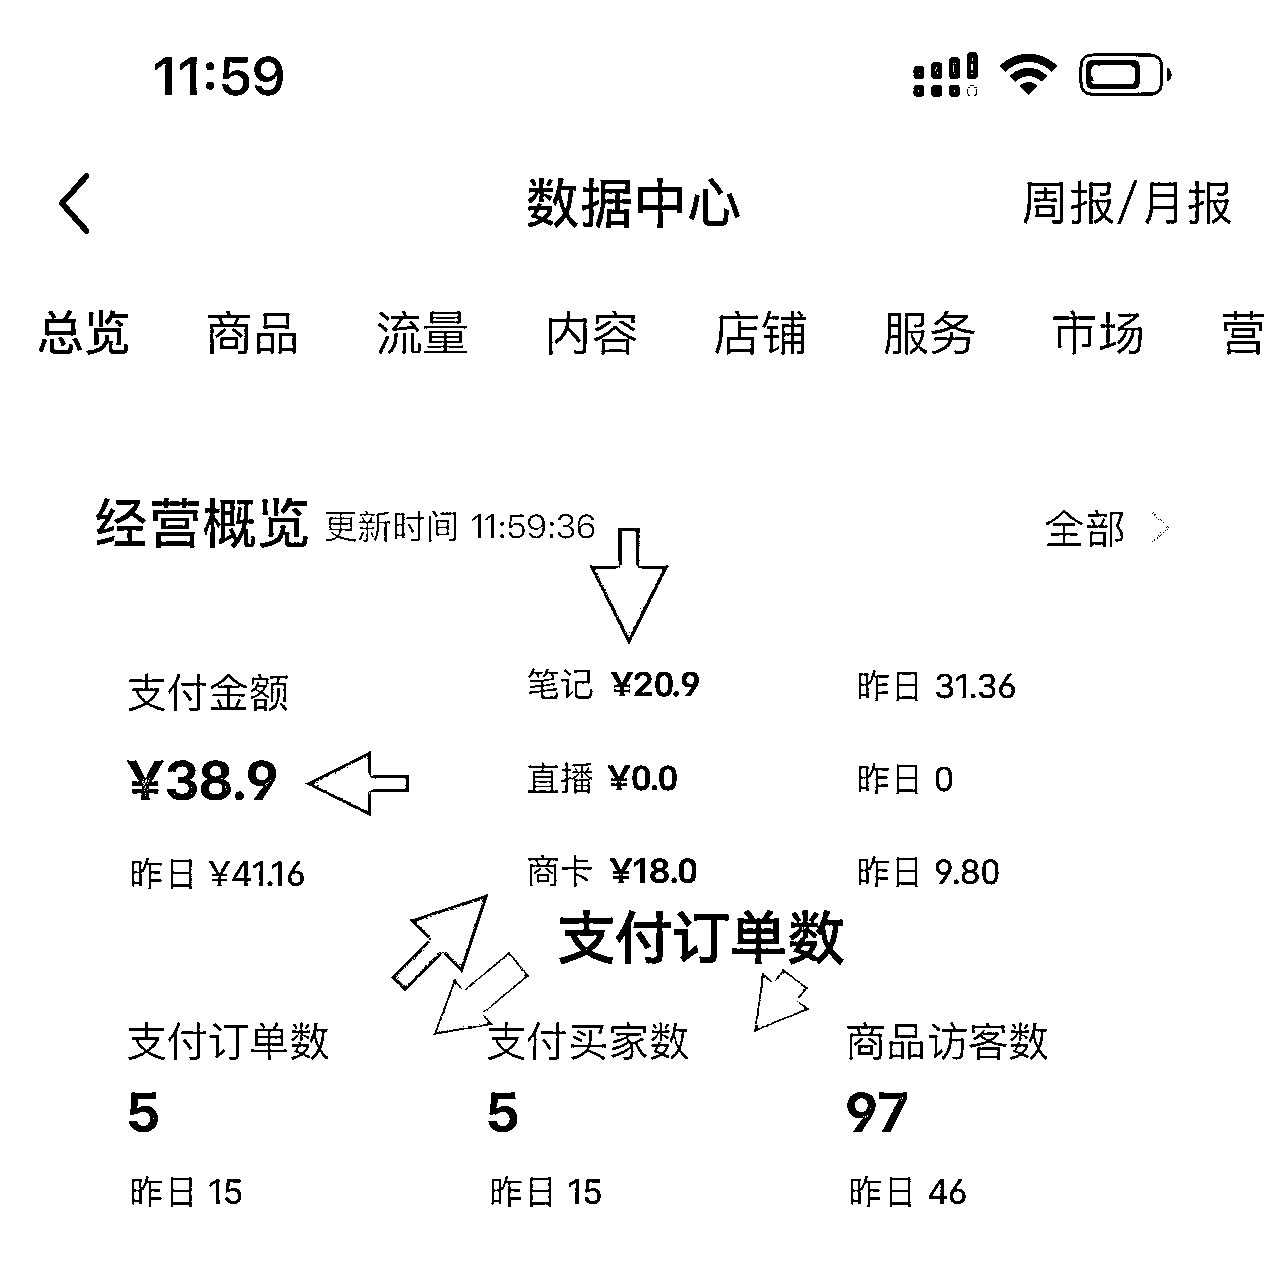 11:59
数据中心 周报/月报
总览 商品 流量 内容 店铺 服务 市场 营
经营概览 更新时间 11:59:36 全部
支付金额 笔记 ¥20.9 昨日 31.36
¥38.9 直播 ¥0.0 昨日 0
昨日 ¥41.16 商卡 ¥18.0 昨日 9.80
支付订单数
支付订单数 支付买家数 商品访客数
5 5 97
昨日 15 昨日 15 昨日 46